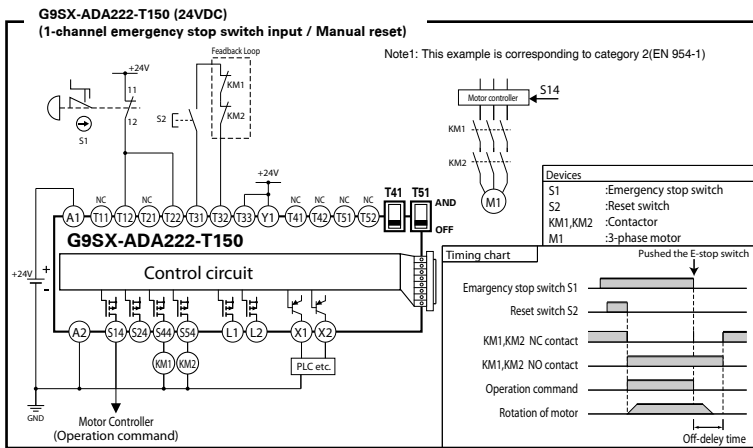 G9SX-ADA222-T150 (24VDC)
(1-channel emergency stop switch input / Manual reset)
Note1: This example is corresponding to category 2(EN 954-1)
Feadback Loop
+24V
11
12
S1
S2
KM1
KM2
+24V
Motor controller
S14
KM1
KM2
M1
Devices
S1 :Emergency stop switch
S2 :Reset switch
KM1,KM2 :Contactor
M1 :3-phase motor
NC NC NC NC NC NC
A1 T11 T12 T21 T22 T31 T32 T33 Y1 T41 T42 T51 T52
T41 T51
AND
OFF
G9SX-ADA222-T150
+24V
+
-
Control circuit
A2 S14 S24 S44 S54 L1 L2 X1 X2
KM1 KM2
PLC etc.
GND
Motor Controller
(Operation command)
Timing chart
Pushed the E-stop switch
Emargency stop switch S1
Reset switch S2
KM1,KM2 NC contact
KM1,KM2 NO contact
Operation command
Rotation of motor
Off-deley time